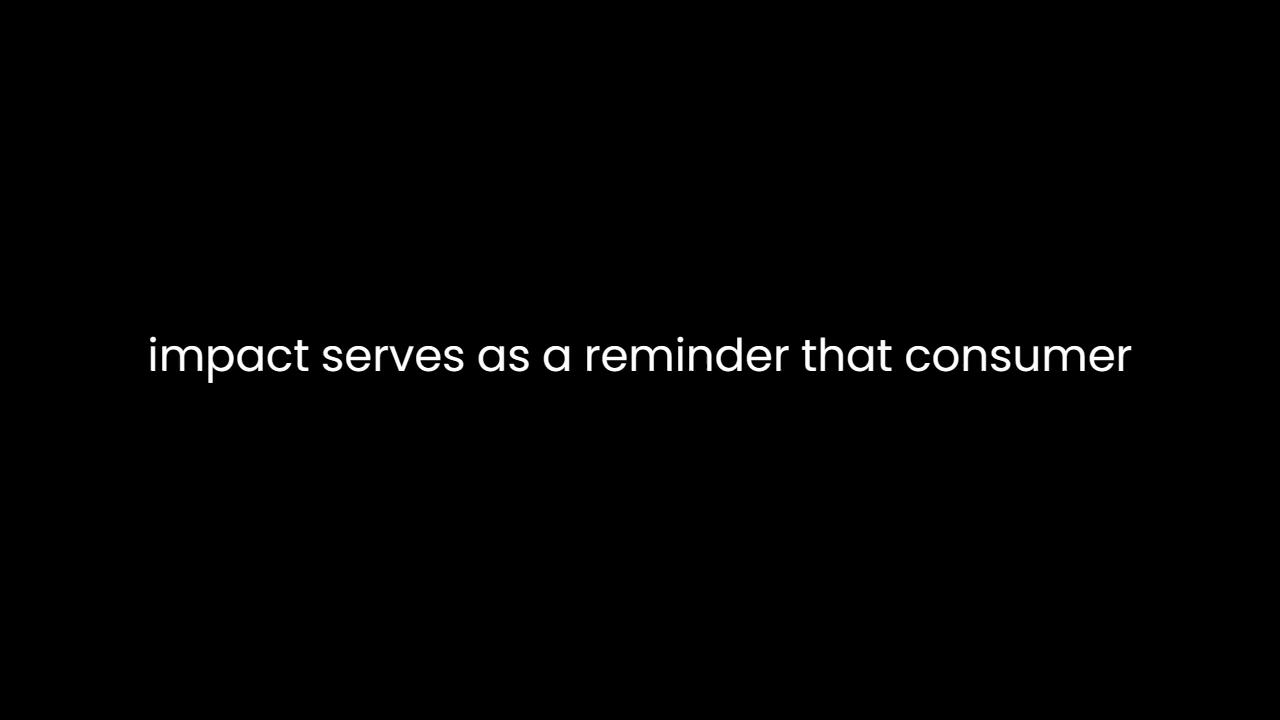 impact serves as a reminder that consumer